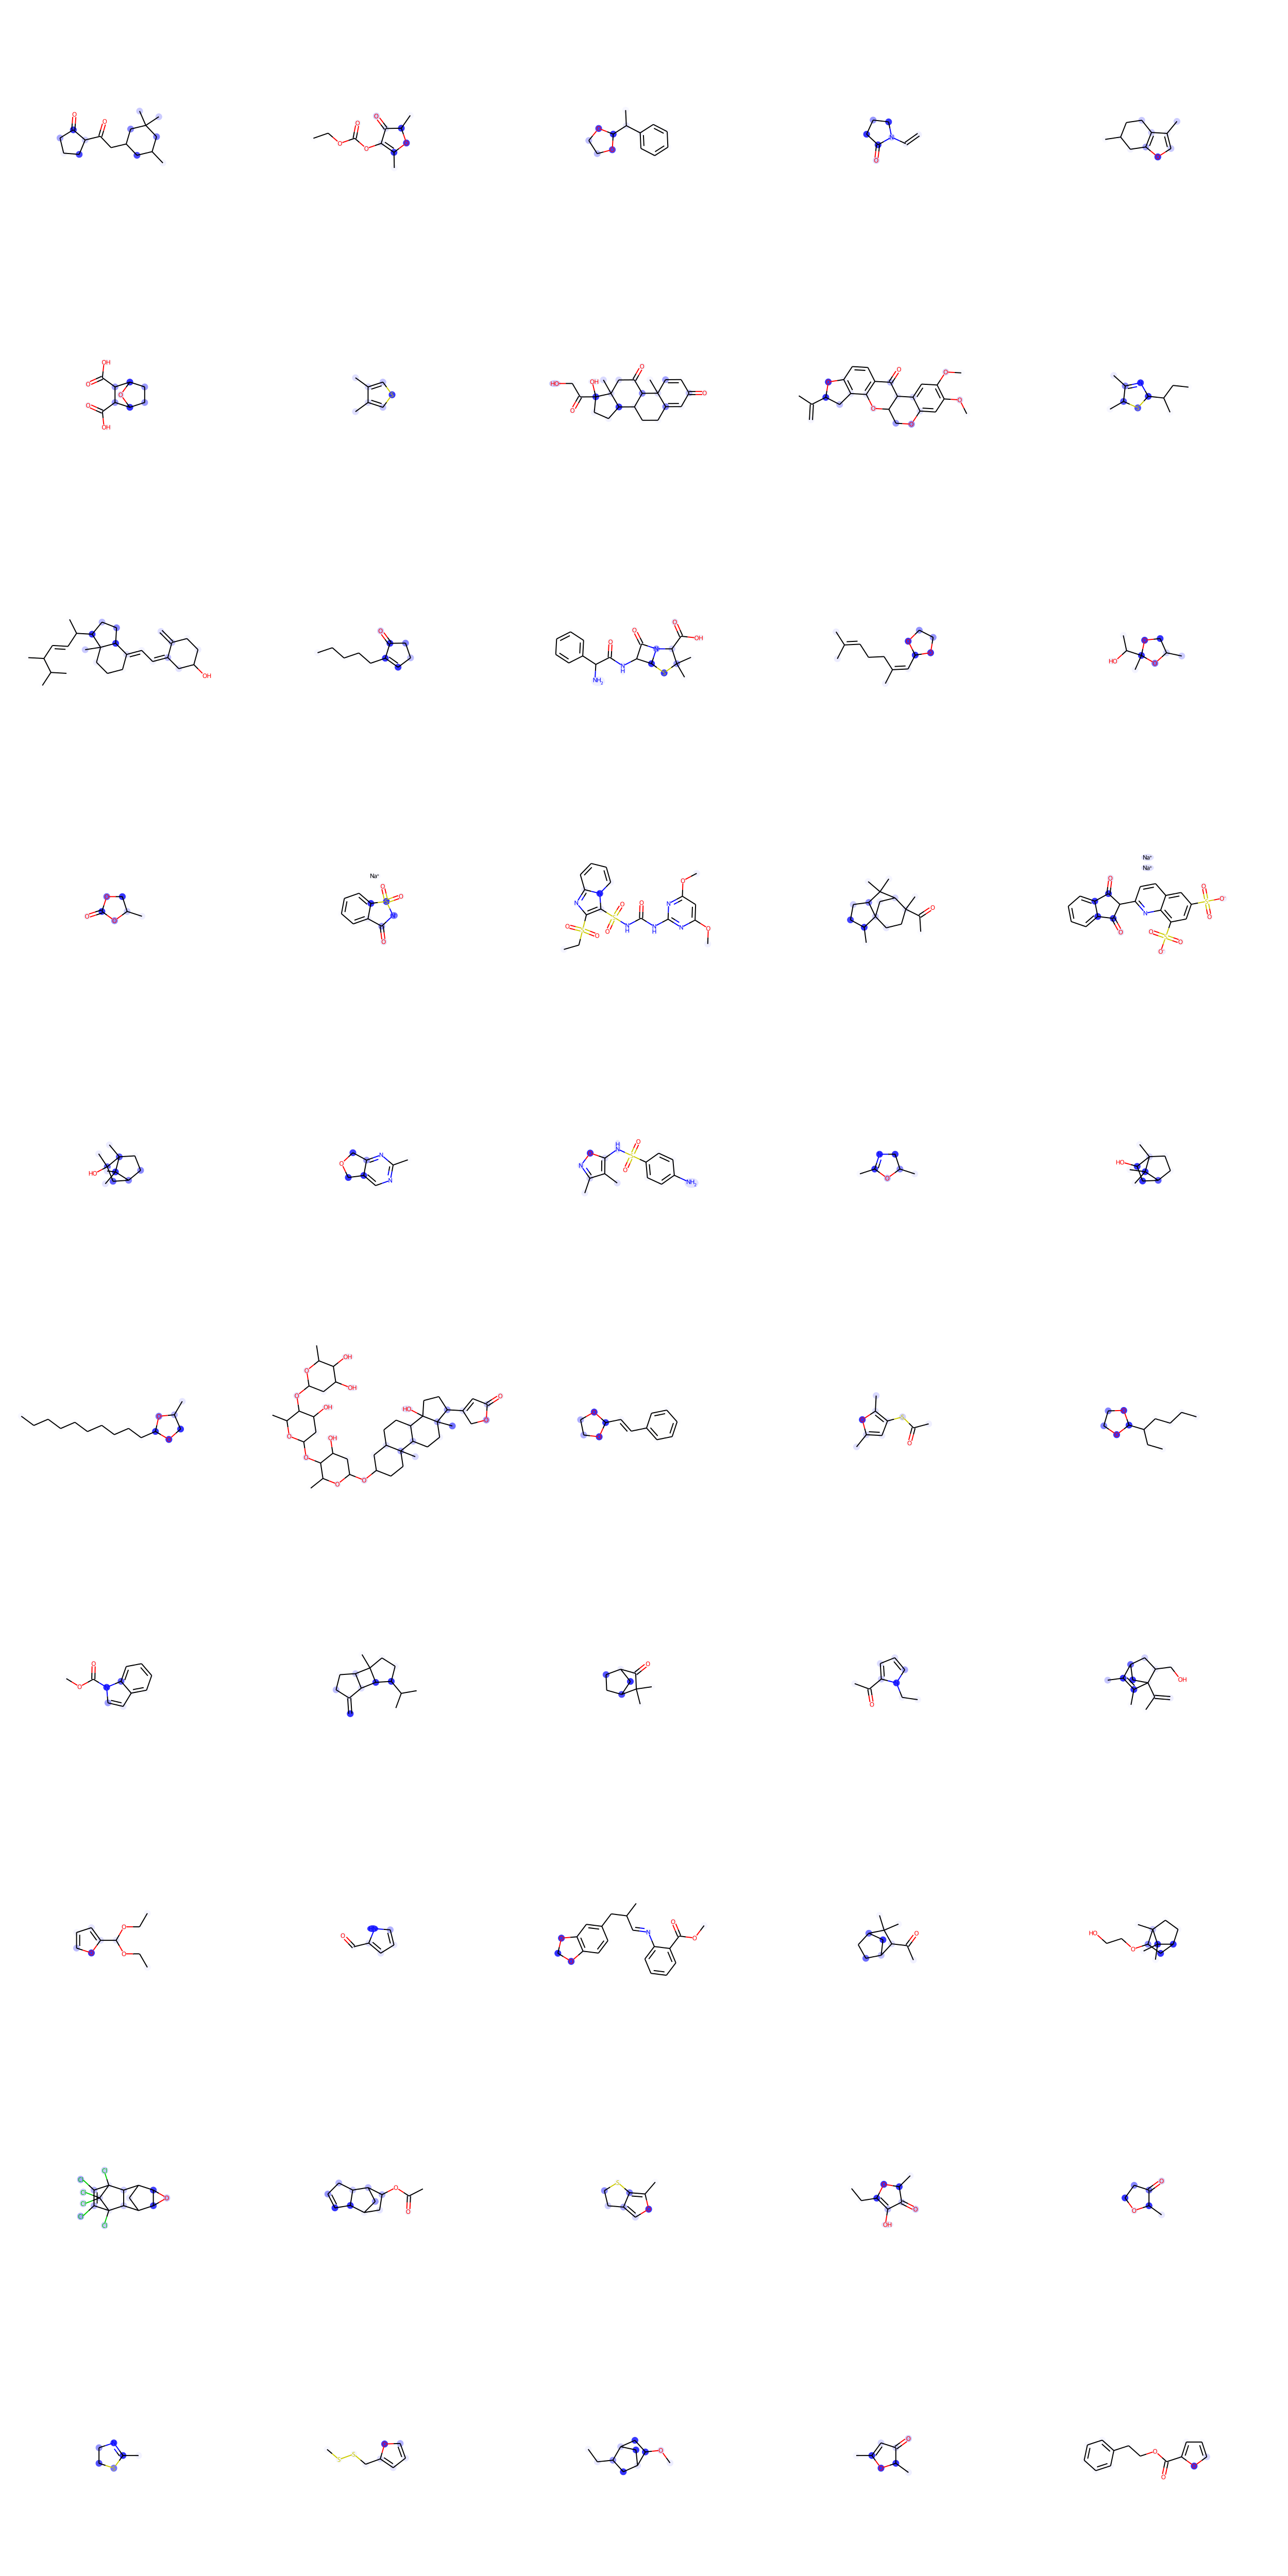 O O
O O O O O
O O
N O
O
OH O O O OH
S
HO OH O O O
O O O O O O
N S
OH
O
O O O OH N N H S NH₂
O O
HO O O
O O O
Na⁺ O O S N O
N N O O S O O S O N H O N H N N O O
O
Na⁺ Na⁺ O O N O O S O⁻ O O S O⁻
HO
O N N
O N N H O S O NH₂
N O
HO
O O O
O OH OH O O OH O O OH O O HO O O
O O
O S O
O O
O O N
O
O N
OH
O O O
O NH
O O N O O
O
HO O
Cl Cl Cl Cl Cl Cl O
O O
S O
O O OH
O O
N S
S S O
O
O O
O O O